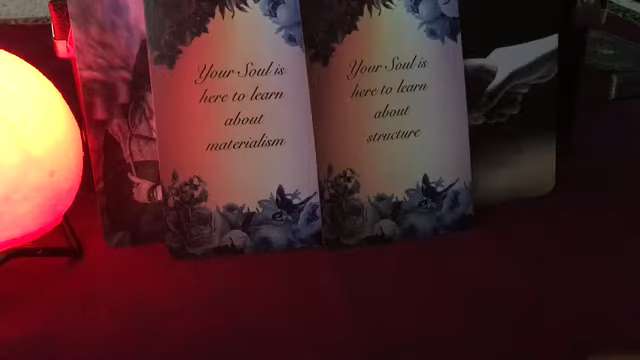 Your Soul is
here to learn
about
materialism
Your Soul is
here to learn
about
structure